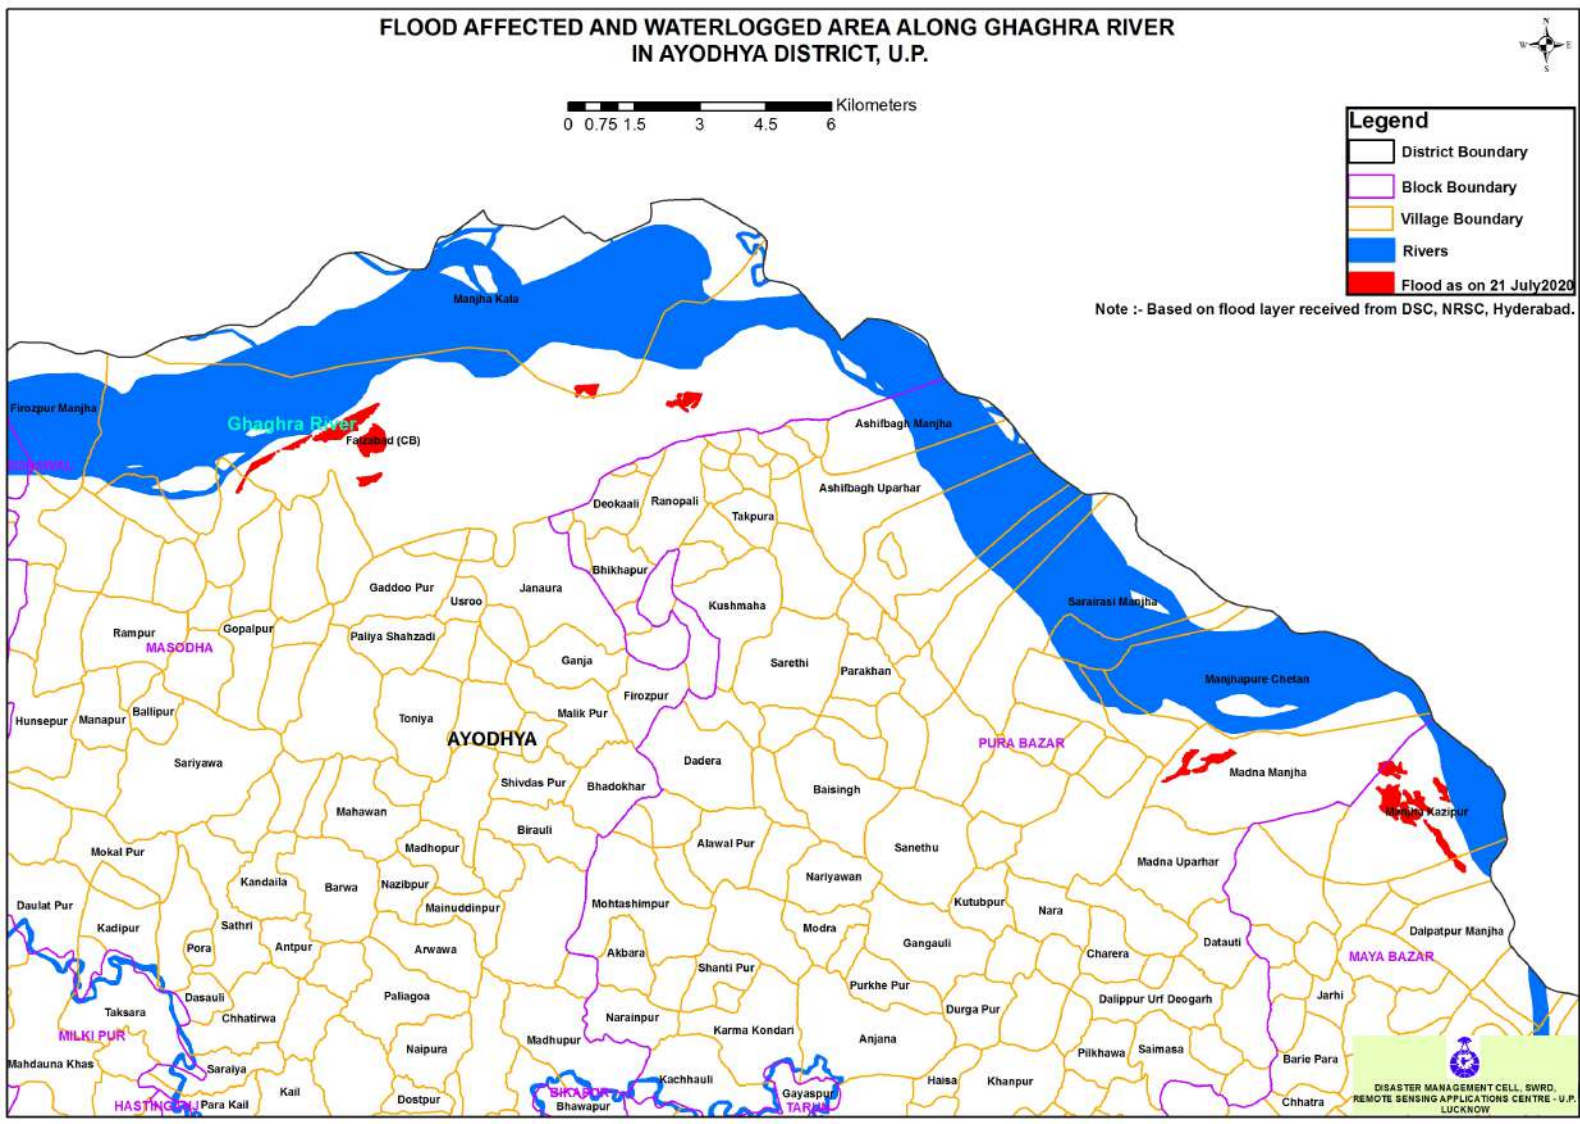 FLOOD AFFECTED AND WATERLOGGED AREA ALONG GHAGHRA RIVER
IN AYODHYA DISTRICT, U.P.
N
W E
S
Kilometers
0 0.75 1.5 3 4.5 6
Legend
District Boundary
Block Boundary
Village Boundary
Rivers
Flood as on 21 July2020
Note :- Based on flood layer received from DSC, NRSC, Hyderabad.
Manjha Kala
Firozpur Manjha
Ghaghra River
Faizabad (CB)
Ashifbagh Manjha
Ashifbagh Uparhar
Deokaali
Ranopali
Takpura
Bhikhapur
Gaddoo Pur
Janaura
Usroo
Kushmaha
Sarairasi Manjha
Rampur
Gopalpur
Paliya Shahzadi
MASODHA
Ganja
Sarethi
Parakhan
Manjhapure Chetan
Firozpur
Hunsepur
Manapur
Ballipur
Toniya
Malik Pur
AYODHYA
PURA BAZAR
Sariyawa
Dadera
Madna Manjha
Shivdas Pur
Bhadokhar
Baisingh
Mahawan
Manjha Kazipur
Birauli
Mokal Pur
Madhopur
Alawal Pur
Sanethu
Madna Uparhar
Kandaila
Barwa
Nazibpur
Nariyawan
Daulat Pur
Mainuddinpur
Mohtashimpur
Kutubpur
Nara
Kadipur
Sathri
Modra
Dalpatpur Manjha
Pora
Antpur
Arwawa
Akbara
Gangauli
Charera
Datauti
MAYA BAZAR
Shanti Pur
Purkhe Pur
Dasauli
Paliagoa
Dalippur Urf Deogarh
Jarhi
Taksara
Chhatirwa
Narainpur
Durga Pur
MILKI PUR
Karma Kondari
Madhupur
Anjana
Naipura
Pilkhawa
Saimasa
Mahdauna Khas
Saraiya
Barie Para
Kachhauli
Haisa
Khanpur
Kail
Gayaspur
Para Kail
Dostpur
Bhawapur
Chhatra
DISASTER MANAGEMENT CELL, SWRD,
REMOTE SENSING APPLICATIONS CENTRE - U.P.
LUCKNOW